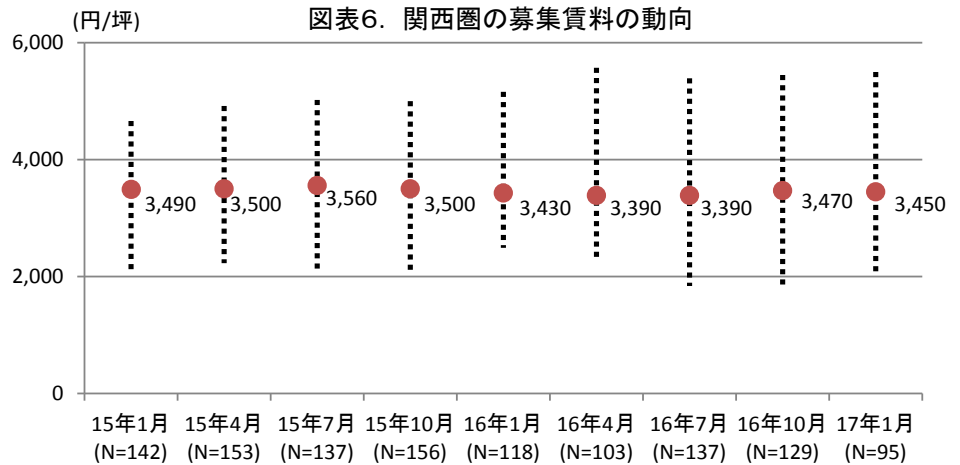 (円/坪)
図表6. 関西圏の募集賃料の動向
6,000
4,000
2,000
0
3,490
3,500
3,560
3,500
3,430
3,390
3,390
3,470
3,450
15年1月
(N=142)
15年4月
(N=153)
15年7月
(N=137)
15年10月
(N=156)
16年1月
(N=118)
16年4月
(N=103)
16年7月
(N=137)
16年10月
(N=129)
17年1月
(N=95)